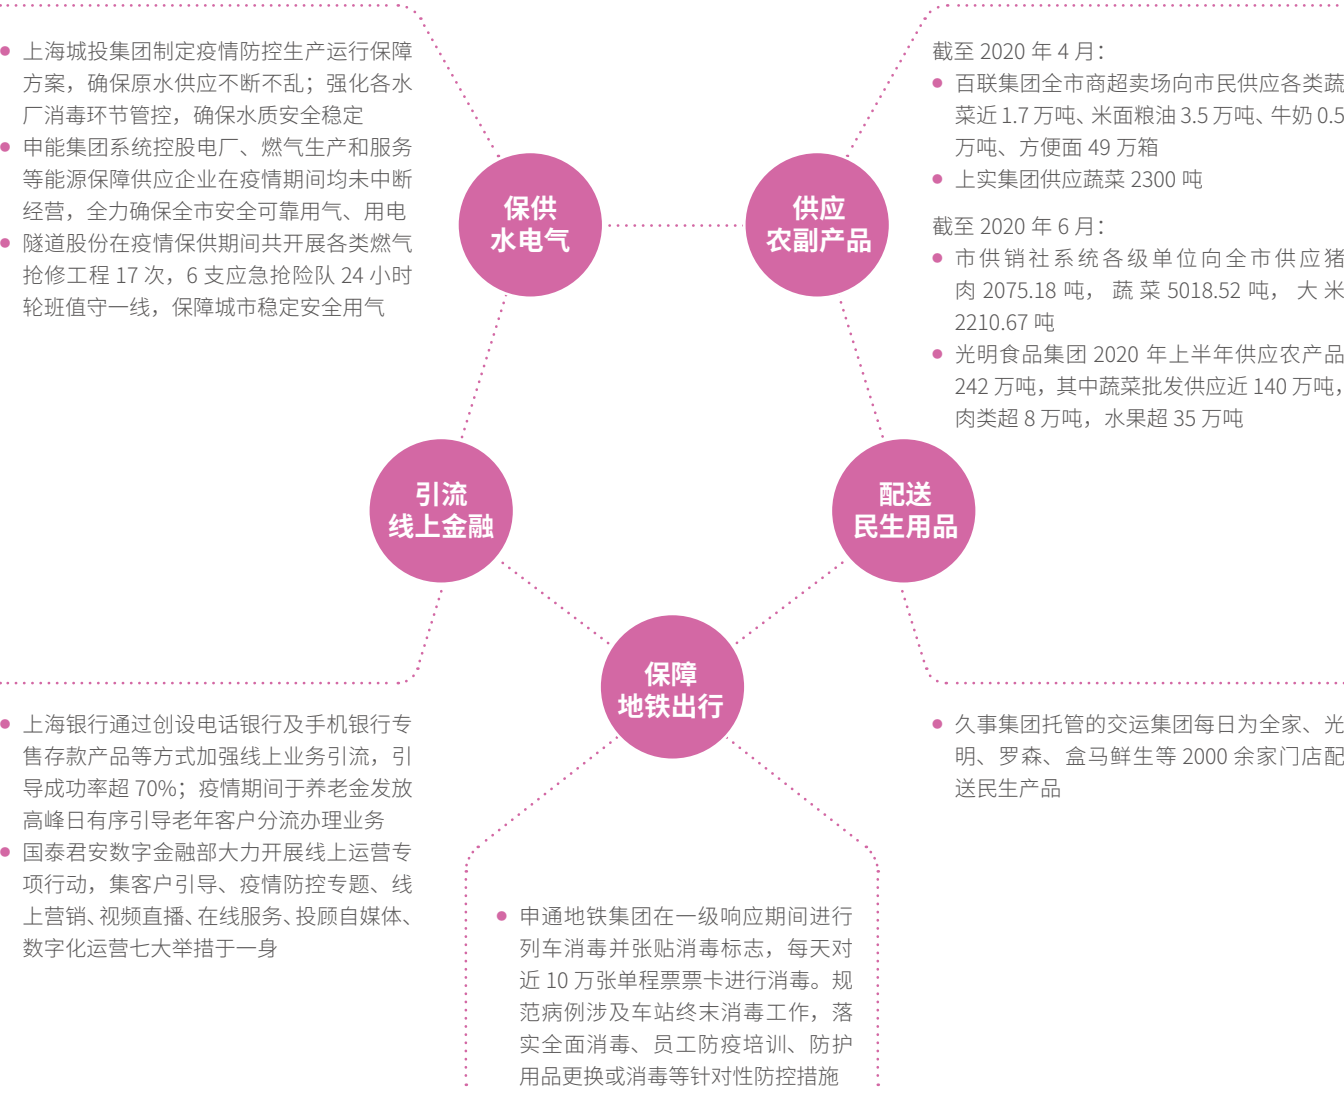 上海城投集团制定疫情防控生产运行保障
方案，确保原水供应不断不乱；强化各水
厂消毒环节管控，确保水质安全稳定
申能集团系统控股电厂、燃气生产和服务
等能源保障供应企业在疫情期间均未中断
经营，全力确保全市安全可靠用气、用电
隧道股份在疫情保供期间共开展各类燃气
抢修工程 17 次，6 支应急抢险队 24 小时
轮班值守一线，保障城市稳定安全用气
保供
水电气
供应
农副产品
截至 2020 年 4 月：
百联集团全市商超卖场向市民供应各类蔬
菜近 1.7 万吨、米面粮油 3.5 万吨、牛奶 0.5
万吨、方便面 49 万箱
上实集团供应蔬菜 2300 吨
截至 2020 年 6 月：
市供销社系统各级单位向全市供应猪
肉 2075.18 吨，蔬菜 5018.52 吨，大米
2210.67 吨
光明食品集团 2020 年上半年供应农产品
242 万吨，其中蔬菜批发供应近 140 万吨，
肉类超 8 万吨，水果超 35 万吨
引流
线上金融
配送
民生用品
保障
地铁出行
上海银行通过创设电话银行及手机银行专
售存款产品等方式加强线上业务引流，引
导成功率超 70%；疫情期间于养老金发放
高峰日有序引导老年客户分流办理业务
国泰君安数字金融部大力开展线上运营专
项行动，集客户引导、疫情防控专题、线
上营销、视频直播、在线服务、投顾自媒体、
数字化运营七大举措于一身
久事集团托管的交运集团每日为全家、光
明、罗森、盒马鲜生等 2000 余家门店配
送民生产品
申通地铁集团在一级响应期间进行
列车消毒并张贴消毒标志，每天对
近 10 万张单程票票卡进行消毒。规
范病例涉及车站终末消毒工作，落
实全面消毒、员工防疫培训、防护
用品更换或消毒等针对性防控措施